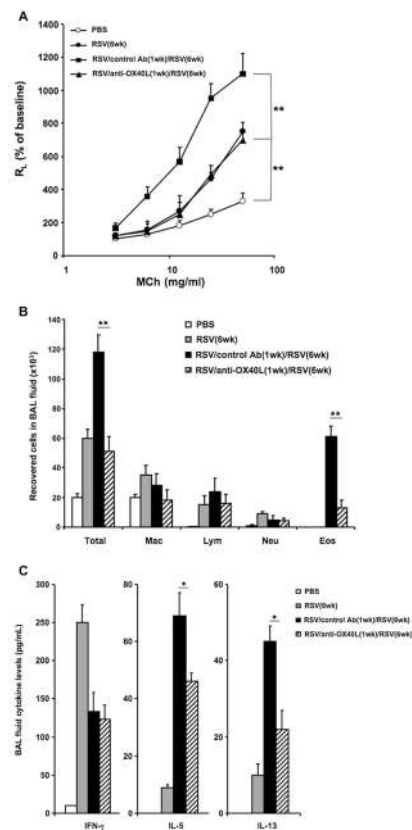 A
PBS
RSV(6wk)
RSV/control Ab(1wk)/RSV(6wk)
RSV/anti-OX40L(1wk)/RSV(6wk)
RL (% of baseline)
1400
1200
1000
800
600
400
200
0
**
**
1
10
100
MCh (mg/ml)
B
PBS
RSV(6wk)
RSV/control Ab(1wk)/RSV(6wk)
RSV/anti-OX40L(1wk)/RSV(6wk)
Recovered cells in BAL fluid (x10³)
140
120
100
80
60
40
20
0
**
**
Total
Mac
Lym
Neu
Eos
C
PBS
RSV(6wk)
RSV/control Ab(1wk)/RSV(6wk)
RSV/anti-OX40L(1wk)/RSV(6wk)
BAL fluid cytokine levels (pg/mL)
300
250
200
150
100
50
0
IFN-γ
80
60
40
20
0
*
IL-5
60
40
20
0
*
IL-13